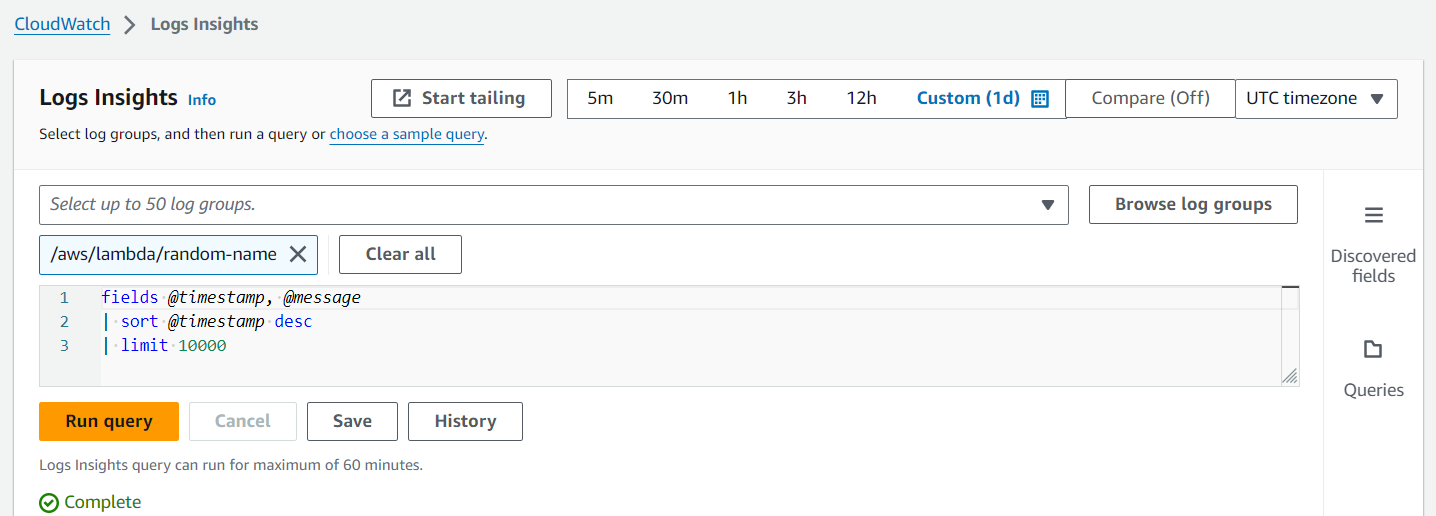 CloudWatch > Logs Insights
Logs Insights Info
Start tailing
5m 30m 1h 3h 12h Custom (1d) Compare (Off) UTC timezone
Select log groups, and then run a query or choose a sample query.
Select up to 50 log groups.
Browse log groups
/aws/lambda/random-name
Clear all
1 fields @timestamp, @message
2 | sort @timestamp desc
3 | limit 10000
Run query Cancel Save History
Logs Insights query can run for maximum of 60 minutes.
Complete
Discovered
fields
Queries